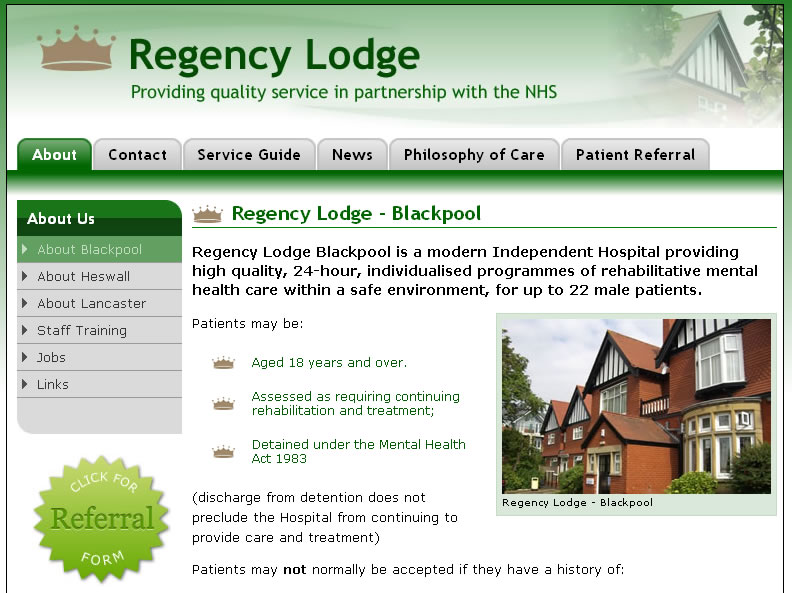 Regency Lodge
Providing quality service in partnership with the NHS
About
Contact
Service Guide
News
Philosophy of Care
Patient Referral
About Us
About Blackpool
About Heswall
About Lancaster
Staff Training
Jobs
Links
CLICK FOR
Referral
FORM
Regency Lodge - Blackpool
Regency Lodge Blackpool is a modern Independent Hospital providing
high quality, 24-hour, individualised programmes of rehabilitative mental
health care within a safe environment, for up to 22 male patients.
Patients may be:
Aged 18 years and over.
Assessed as requiring continuing
rehabilitation and treatment;
Detained under the Mental Health
Act 1983
(discharge from detention does not
preclude the Hospital from continuing to
provide care and treatment)
Regency Lodge - Blackpool
Patients may not normally be accepted if they have a history of: